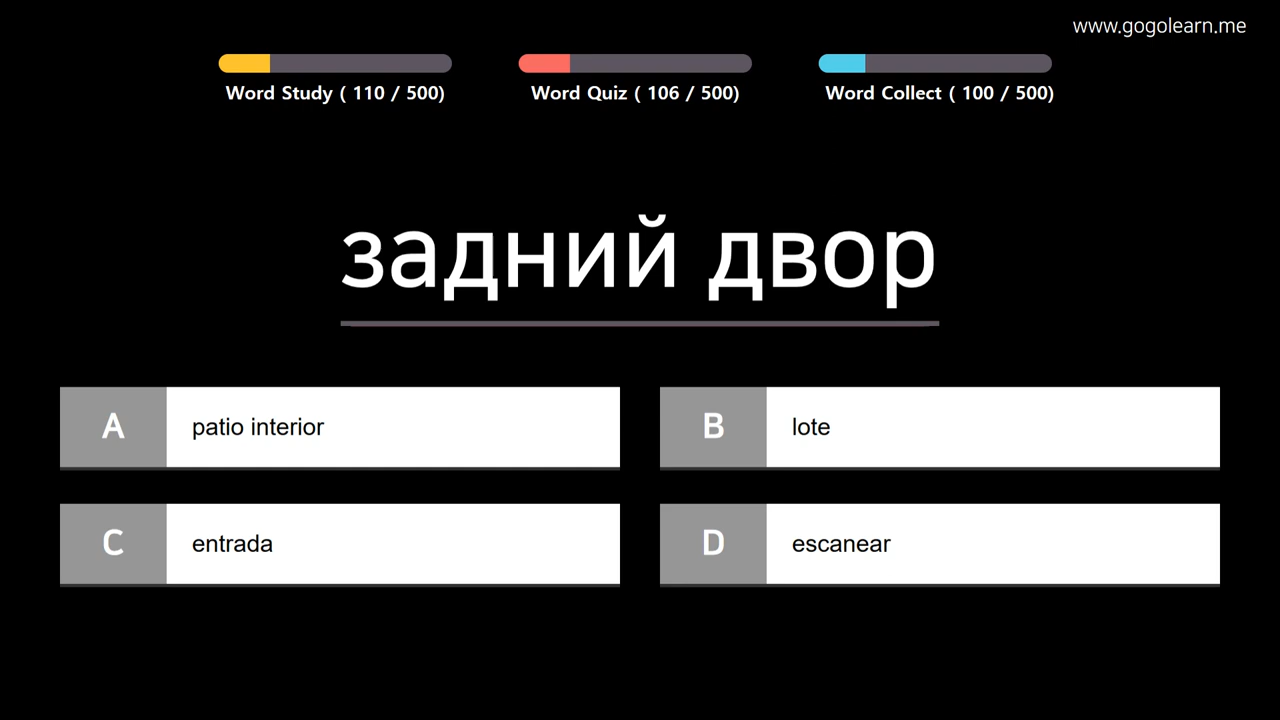 www.gogolearn.me
Word Study ( 110 / 500)
Word Quiz ( 106 / 500)
Word Collect ( 100 / 500)
задний двор
A patio interior
B lote
C entrada
D escanear